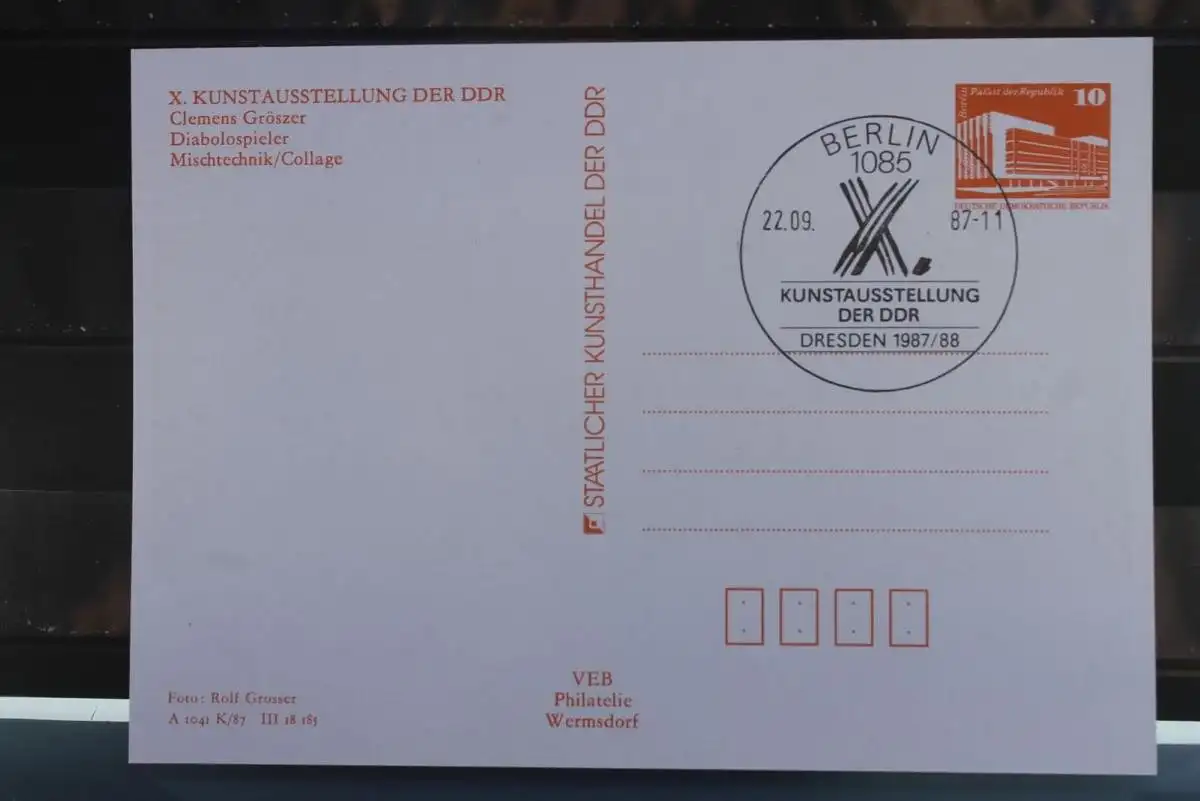 X. KUNSTAUSSTELLUNG DER DDR
Clemens Gröszer
Diabolospieler
Mischtechnik/Collage
STAATLICHER KUNSTHANDEL DER DDR
Berlin
Palast der Republik
10
DEUTSCHE DEMOKRATISCHE REPUBLIK
BERLIN
1085
22.09. 87-11
X.
KUNSTAUSSTELLUNG
DER DDR
DRESDEN 1987/88
Foto: Rolf Grosser
A 1041 K/87 III 18 185
VEB
Philatelie
Wermsdorf